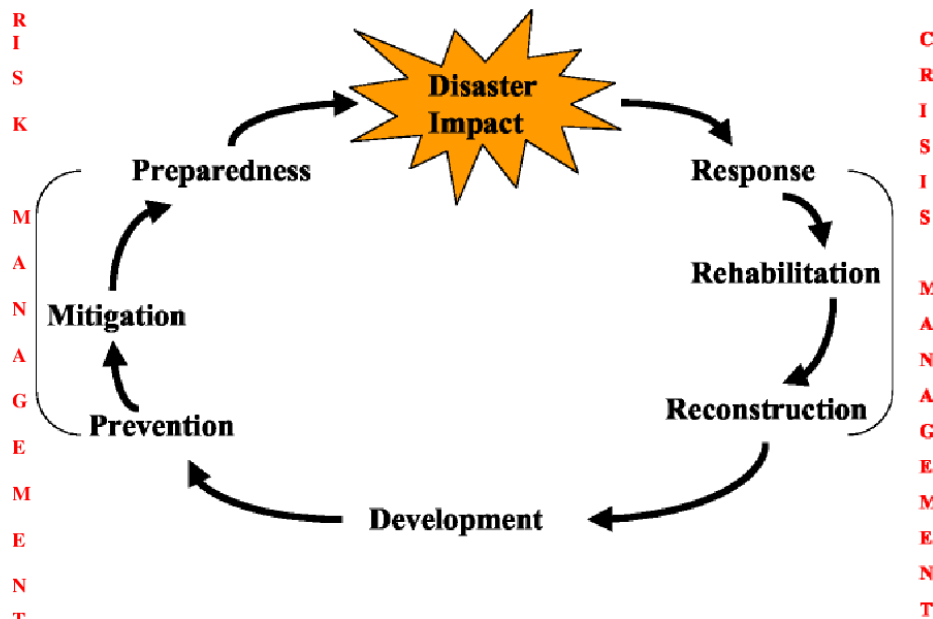 RISK MANAGEMENT
Disaster
Impact
CRISIS MANAGEMENT
Preparedness
Response
Rehabilitation
Mitigation
Reconstruction
Prevention
Development